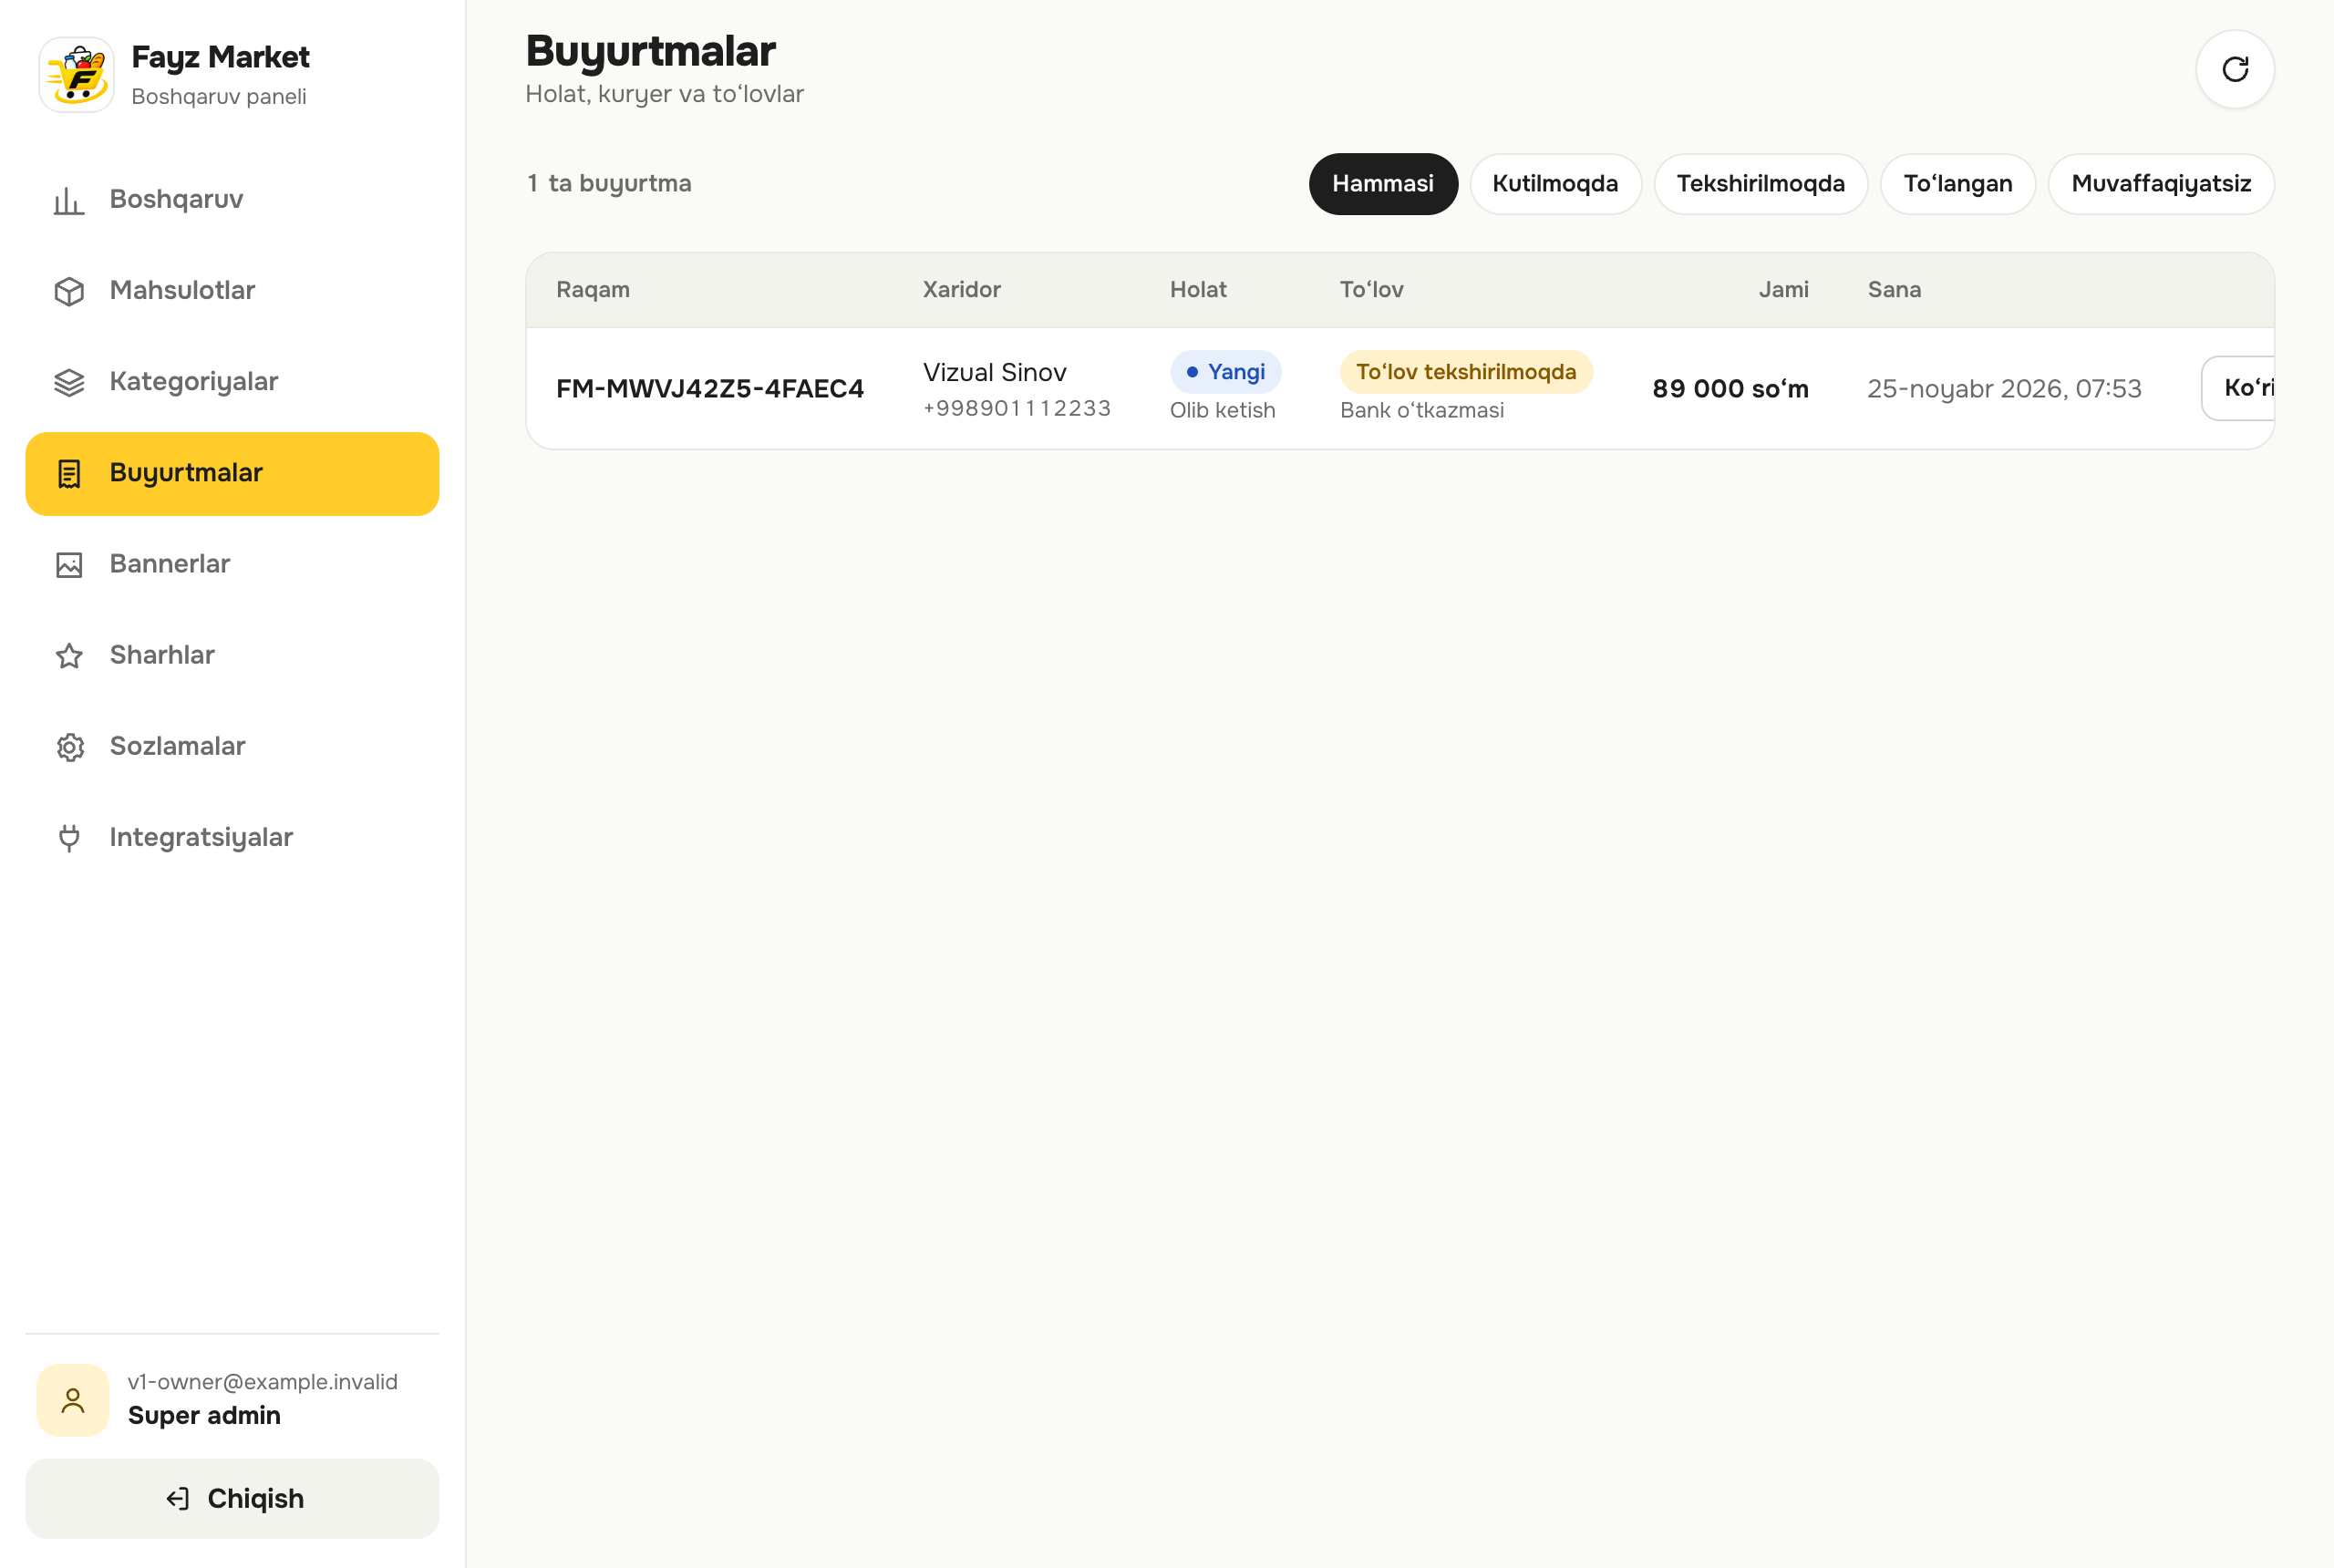 Fayz Market
Boshqaruv paneli
Boshqaruv
Mahsulotlar
Kategoriyalar
Buyurtmalar
Bannerlar
Sharhlar
Sozlamalar
Integratsiyalar
v1-owner@example.invalid
Super admin
Chiqish
Buyurtmalar
Holat, kuryer va to‘lovlar
1 ta buyurtma
Hammasi Kutilmoqda Tekshirilmoqda To‘langan Muvaffaqiyatsiz
Raqam Xaridor Holat To‘lov Jami Sana
FM-MWVJ42Z5-4FAEC4 Vizual Sinov Yangi To‘lov tekshirilmoqda 89 000 so‘m 25-noyabr 2026, 07:53
+998901112233 Olib ketish Bank o‘tkazmasi